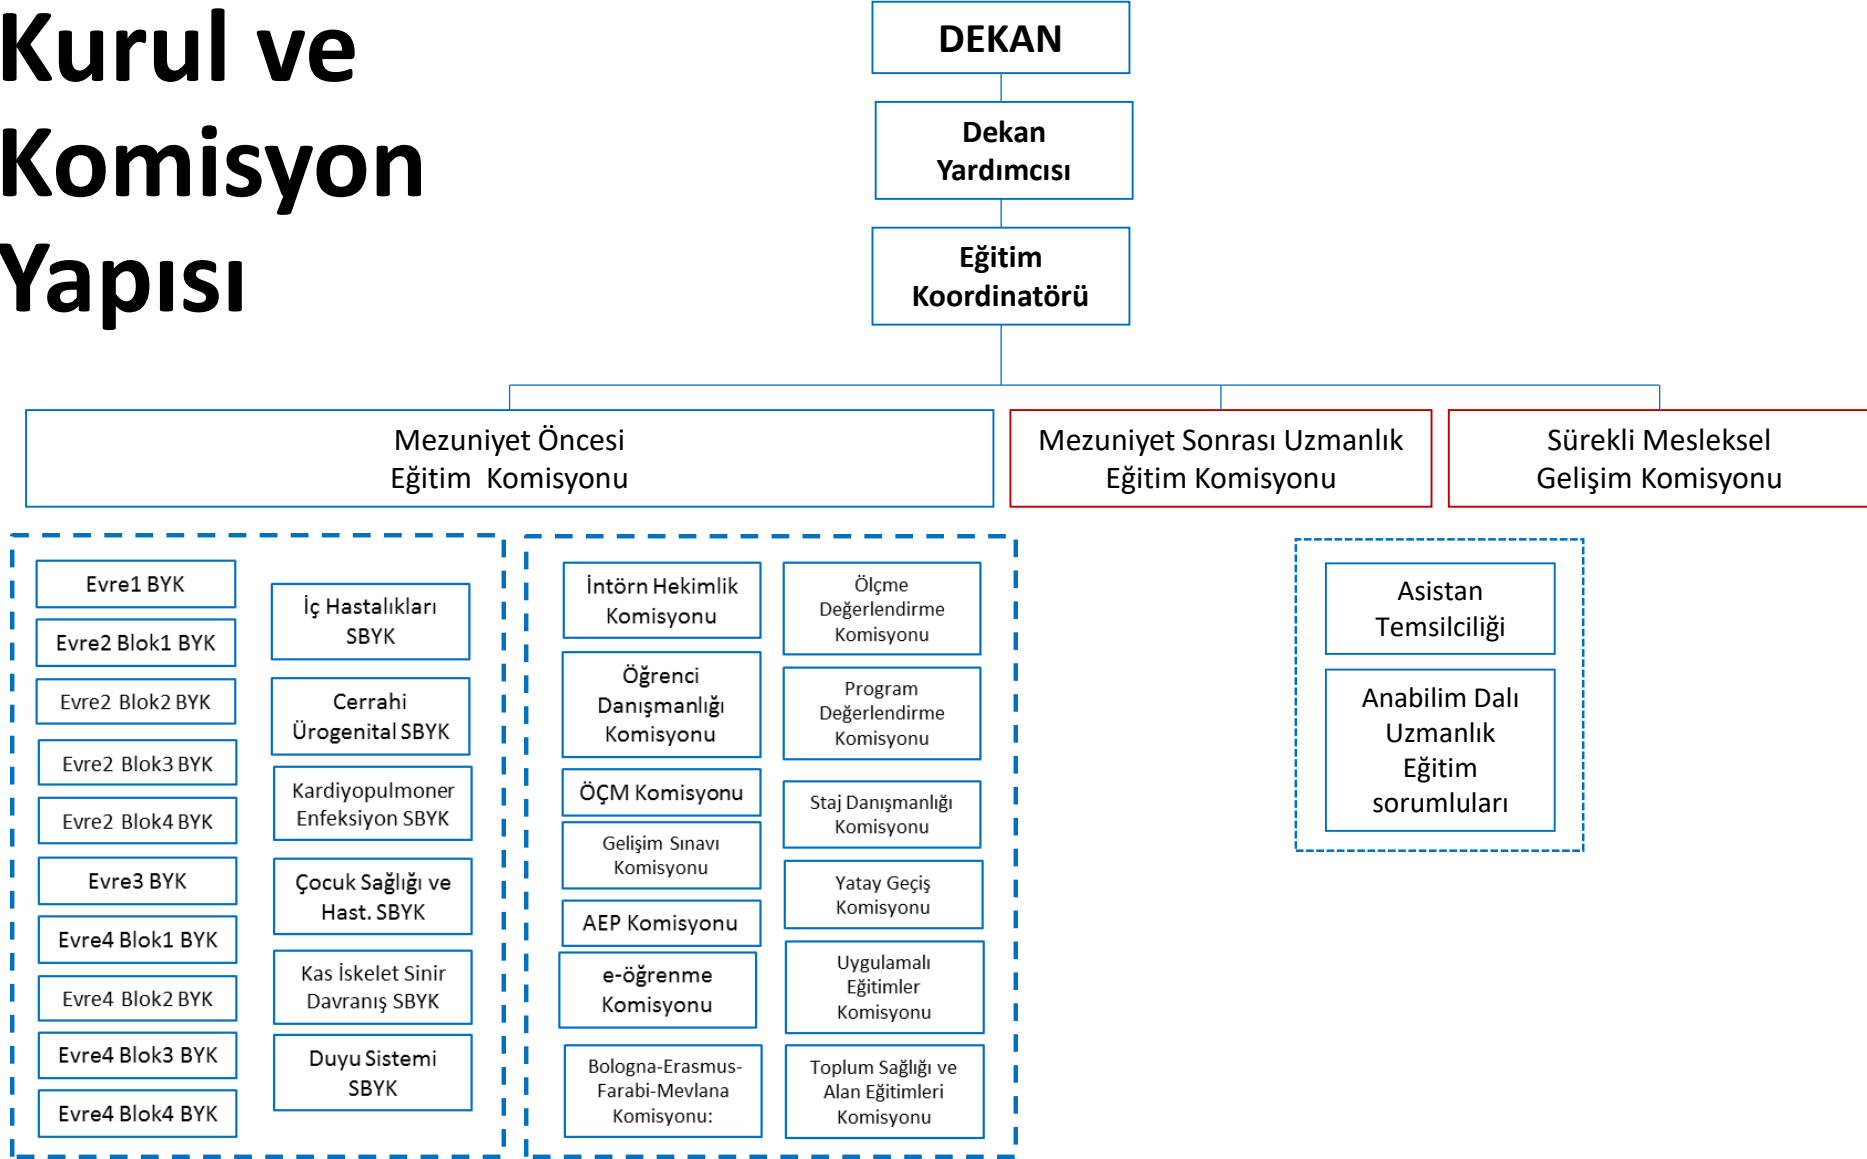 Kurul ve
Komisyon
Yapısı
DEKAN
Dekan
Yardımcısı
Eğitim
Koordinatörü
Mezuniyet Öncesi
Eğitim Komisyonu
Mezuniyet Sonrası Uzmanlık
Eğitim Komisyonu
Sürekli Mesleksel
Gelişim Komisyonu
Evre1 BYK
Evre2 Blok1 BYK
Evre2 Blok2 BYK
Evre2 Blok3 BYK
Evre2 Blok4 BYK
Evre3 BYK
Evre4 Blok1 BYK
Evre4 Blok2 BYK
Evre4 Blok3 BYK
Evre4 Blok4 BYK
İç Hastalıkları
SBYK
Cerrahi
Ürogenital SBYK
Kardiyopulmoner
Enfeksiyon SBYK
Çocuk Sağlığı ve
Hast. SBYK
Kas İskelet Sinir
Davranış SBYK
Duyu Sistemi
SBYK
İntörn Hekimlik
Komisyonu
Öğrenci
Danışmanlığı
Komisyonu
ÖÇM Komisyonu
Gelişim Sınavı
Komisyonu
AEP Komisyonu
e-öğrenme
Komisyonu
Bologna-Erasmus-
Farabi-Mevlana
Komisyonu:
Ölçme
Değerlendirme
Komisyonu
Program
Değerlendirme
Komisyonu
Staj Danışmanlığı
Komisyonu
Yatay Geçiş
Komisyonu
Uygulamalı
Eğitimler
Komisyonu
Toplum Sağlığı ve
Alan Eğitimleri
Komisyonu
Asistan
Temsilciliği
Anabilim Dalı
Uzmanlık
Eğitim
sorumluları